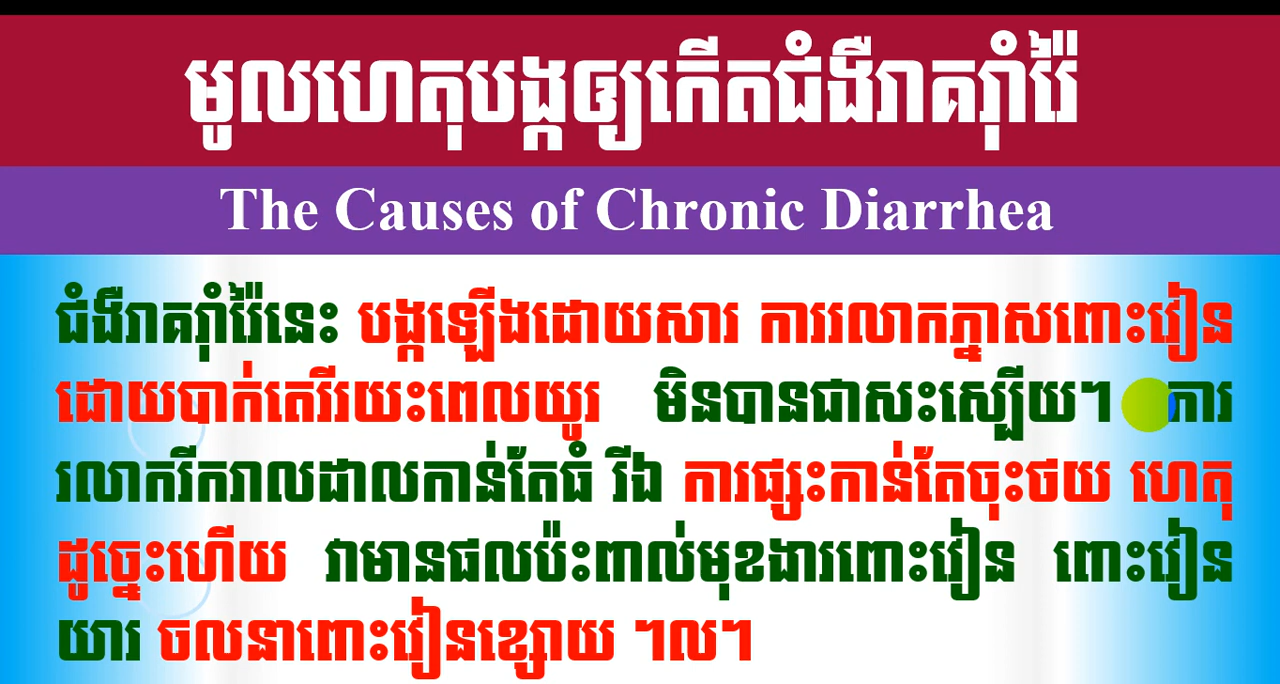 មូលហេតុបង្កឲ្យកើតជំងឺរាគរ៉ាំរ៉ៃ
The Causes of Chronic Diarrhea
ជំងឺរាគរ៉ាំរ៉ៃនេះ បង្កឡើងដោយសារ ការរលាកភ្នាសពោះវៀន
ដោយបាក់តេរីរយះពេលយូរ មិនបានជាសះស្បើយ។ ការ
រលាករីករាលដាលកាន់តែធំ រីឯ ការផ្សះកាន់តែចុះថយ ហេតុ
ដូច្នេះហើយ វាមានផលប៉ះពាល់មុខងារពោះវៀន ពោះវៀន
យារ ចលនាពោះវៀនខ្សោយ ។ល។